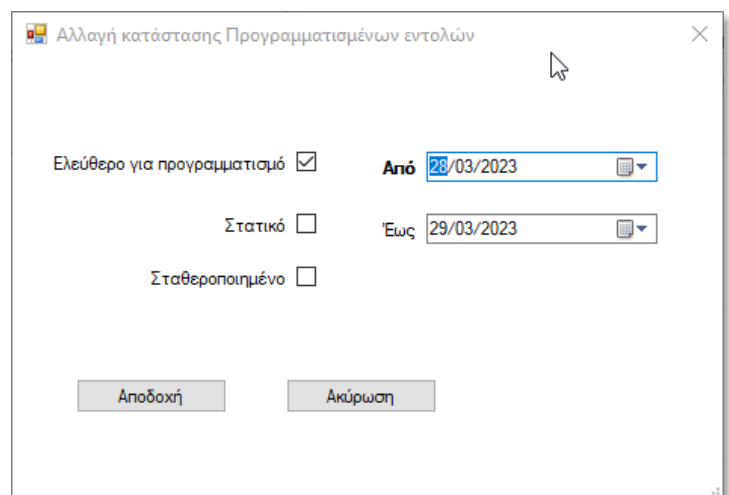 Αλλαγή κατάστασης Προγραμματισμένων εντολών
Ελεύθερο για προγραμματισμό
Από 28/03/2023
Στατικό
Έως 29/03/2023
Σταθεροποιημένο
Αποδοχή
Ακύρωση